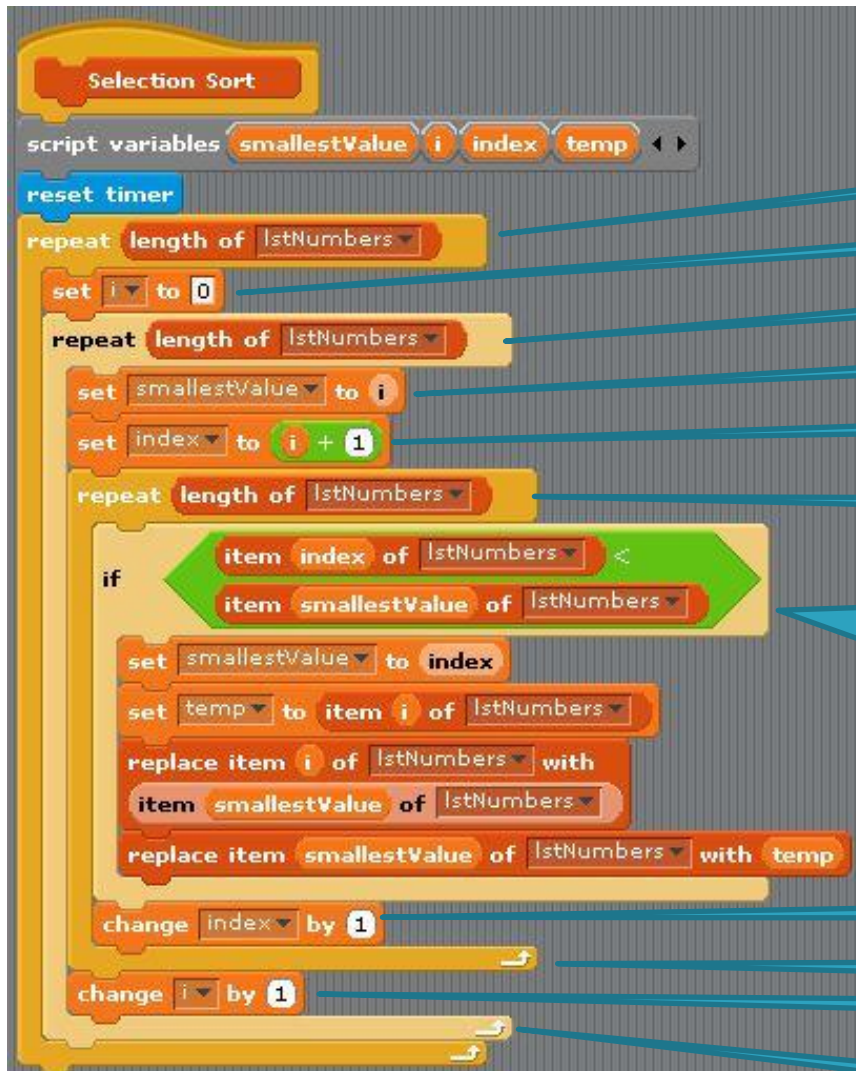 Selection Sort
script variables smallestValue i index temp
reset timer
repeat length of lstNumbers
set i to 0
repeat length of lstNumbers
set smallestValue to i
set index to i + 1
repeat length of lstNumbers
if item index of lstNumbers <
item smallestValue of lstNumbers
set smallestValue to index
set temp to item i of lstNumbers
replace item i of lstNumbers with
item smallestValue of lstNumbers
replace item smallestValue of lstNumbers with temp
change index by 1
change i by 1